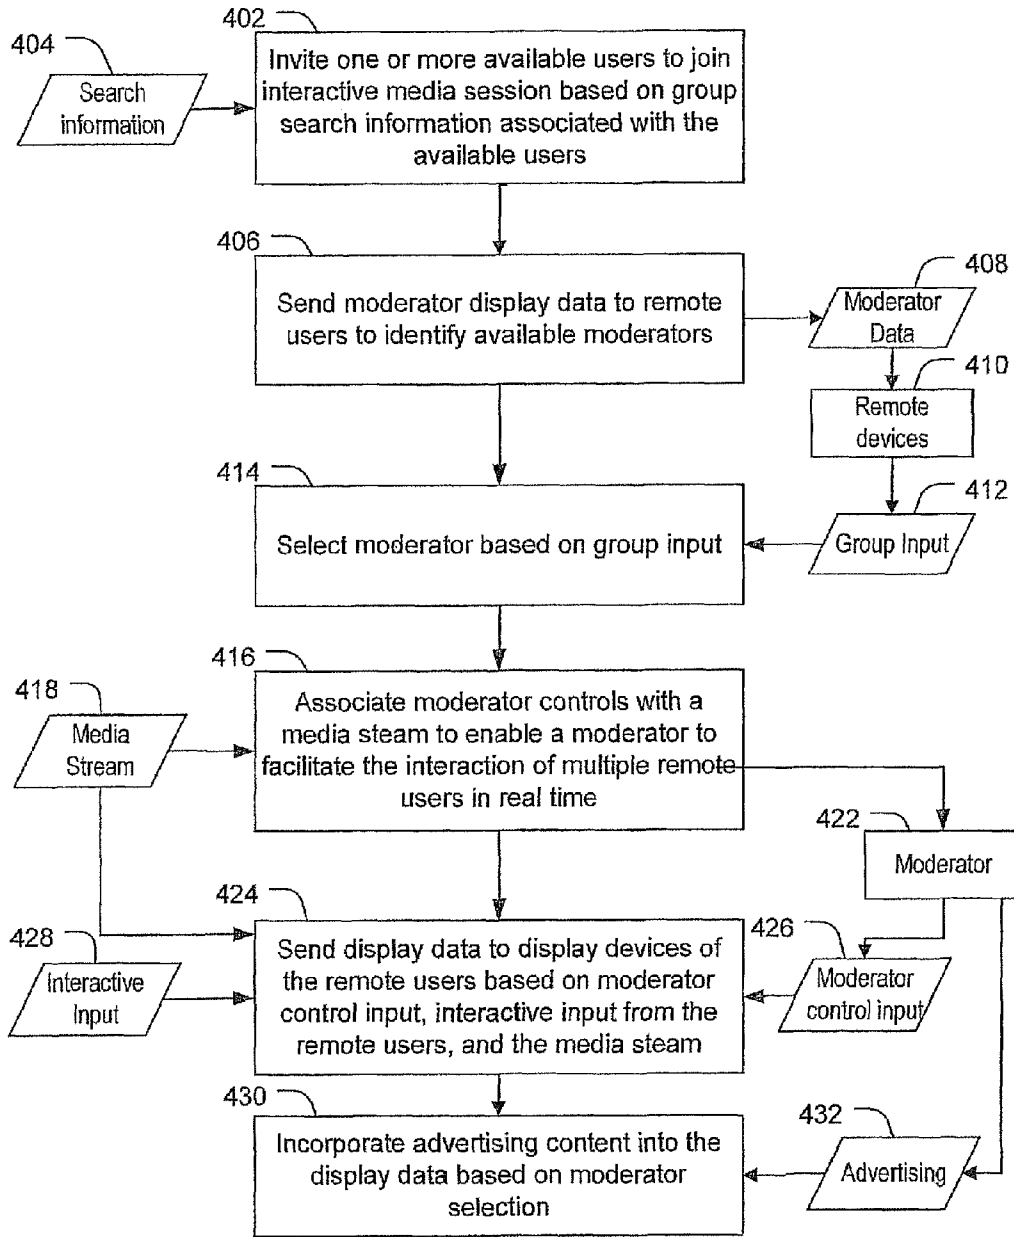 402
404
Search
information
Invite one or more available users to join
interactive media session based on group
search information associated with the
available users
406
408
Send moderator display data to remote
users to identify available moderators
Moderator
Data
410
Remote
devices
414
412
Select moderator based on group input
Group Input
416
418
Media
Stream
Associate moderator controls with a
media steam to enable a moderator to
facilitate the interaction of multiple remote
users in real time
422
Moderator
424
428
426
Interactive
Input
Send display data to display devices of
the remote users based on moderator
control input, interactive input from the
remote users, and the media steam
Moderator
control input
430
432
Incorporate advertising content into the
display data based on moderator
selection
Advertising